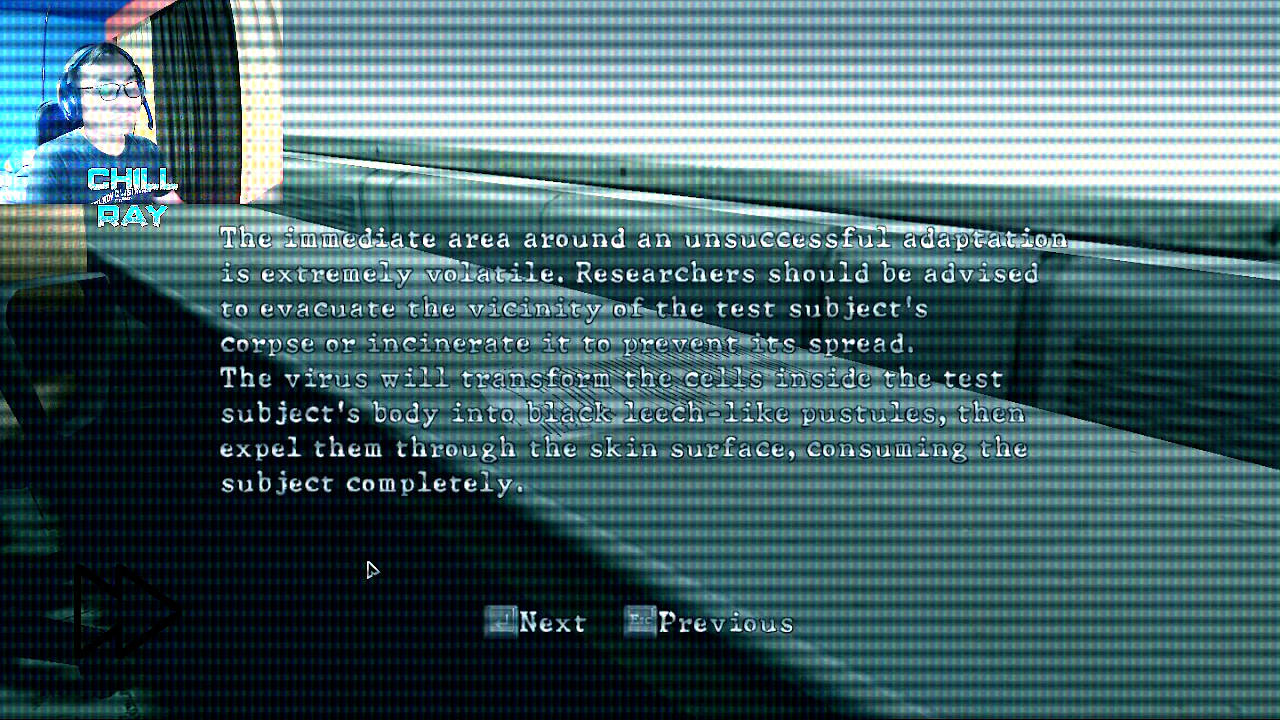 CHILL
RAY
The immediate area around an unsuccessful adaptation
is extremely volatile. Researchers should be advised
to evacuate the vicinity of the test subject's
corpse or incinerate it to prevent its spread.
The virus will transform the cells inside the test
subject's body into black leech-like pustules, then
expel them through the skin surface, consuming the
subject completely.
Next Esc Previous